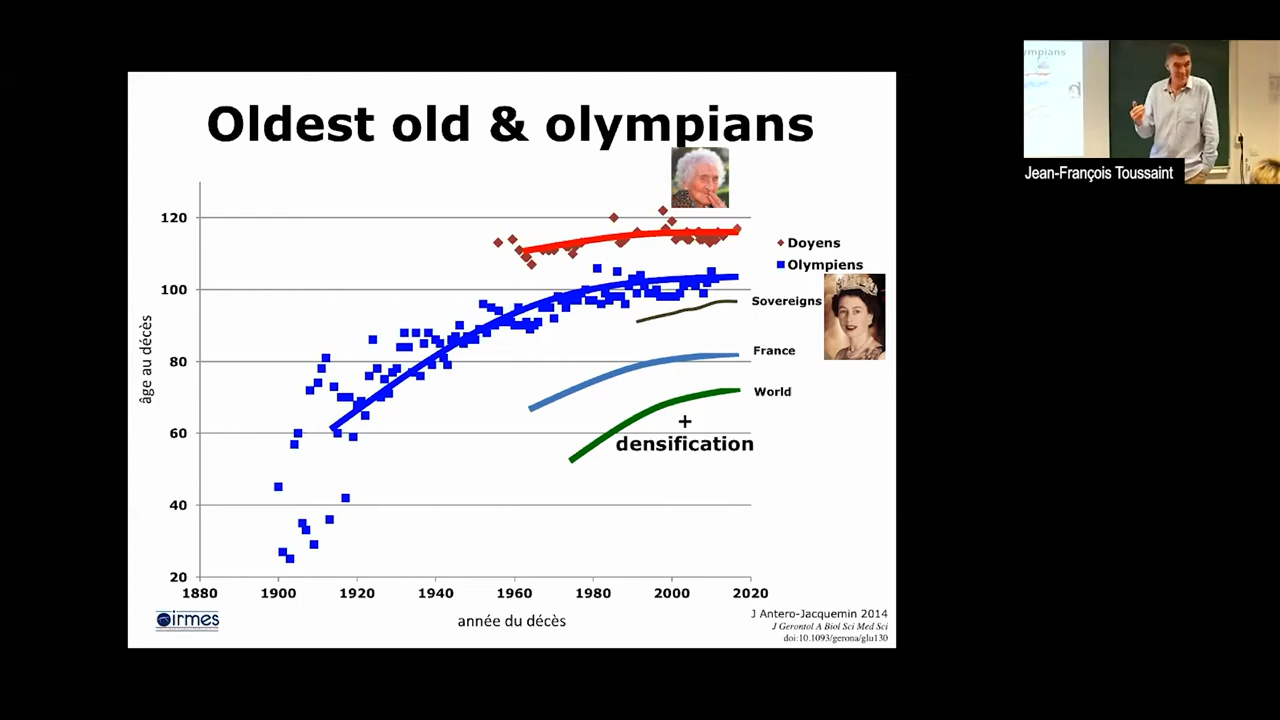 Oldest old & olympians
120
100
80
60
40
20
1880
1900
1920
1940
1960
1980
2000
2020
âge au décès
année du décès
Doyens
Olympiens
Sovereigns
France
World
+
densification
irmes
J Antero-Jacquemin 2014
J Gerontol A Biol Sci Med Sci
doi:10.1093/gerona/glu130
ympians
Jean-François Toussaint